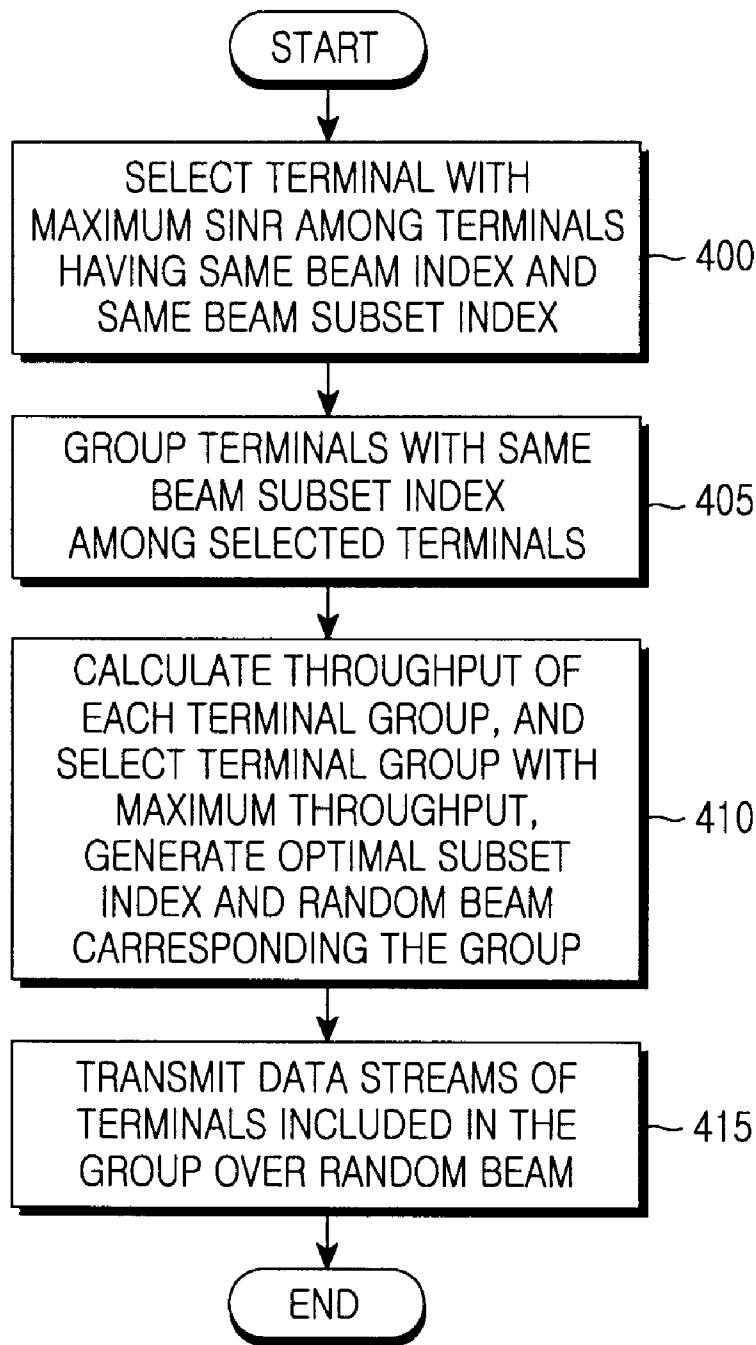 START
SELECT TERMINAL WITH
MAXIMUM SINR AMONG TERMINALS
HAVING SAME BEAM INDEX AND
SAME BEAM SUBSET INDEX
400
GROUP TERMINALS WITH SAME
BEAM SUBSET INDEX
AMONG SELECTED TERMINALS
405
CALCULATE THROUGHPUT OF
EACH TERMINAL GROUP, AND
SELECT TERMINAL GROUP WITH
MAXIMUM THROUGHPUT,
GENERATE OPTIMAL SUBSET
INDEX AND RANDOM BEAM
CARRESPONDING THE GROUP
410
TRANSMIT DATA STREAMS OF
TERMINALS INCLUDED IN THE
GROUP OVER RANDOM BEAM
415
END